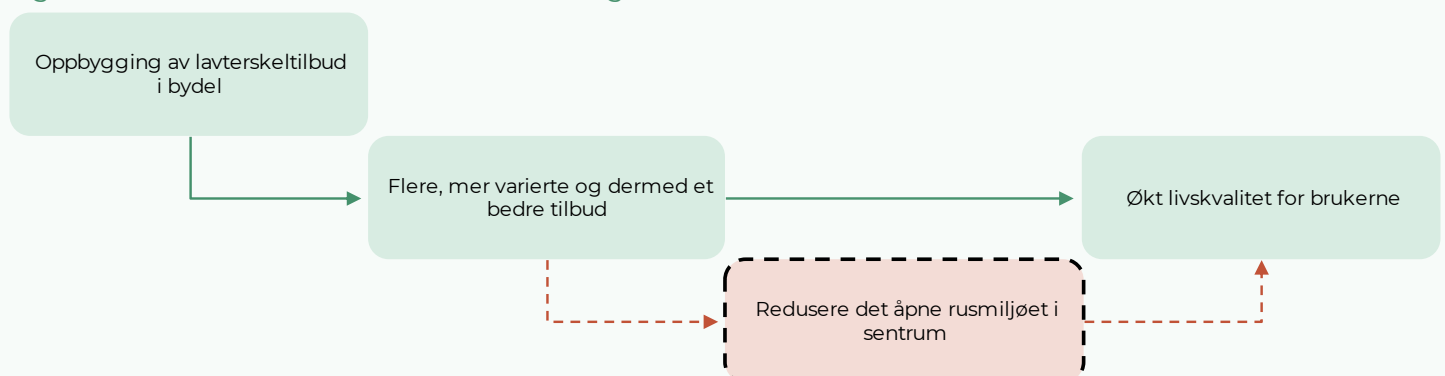 Oppbygging av lavterskeltilbud
i bydel
Flere, mer varierte og dermed et
bedre tilbud
Økt livskvalitet for brukerne
Redusere det åpne rusmiljøet i
sentrum